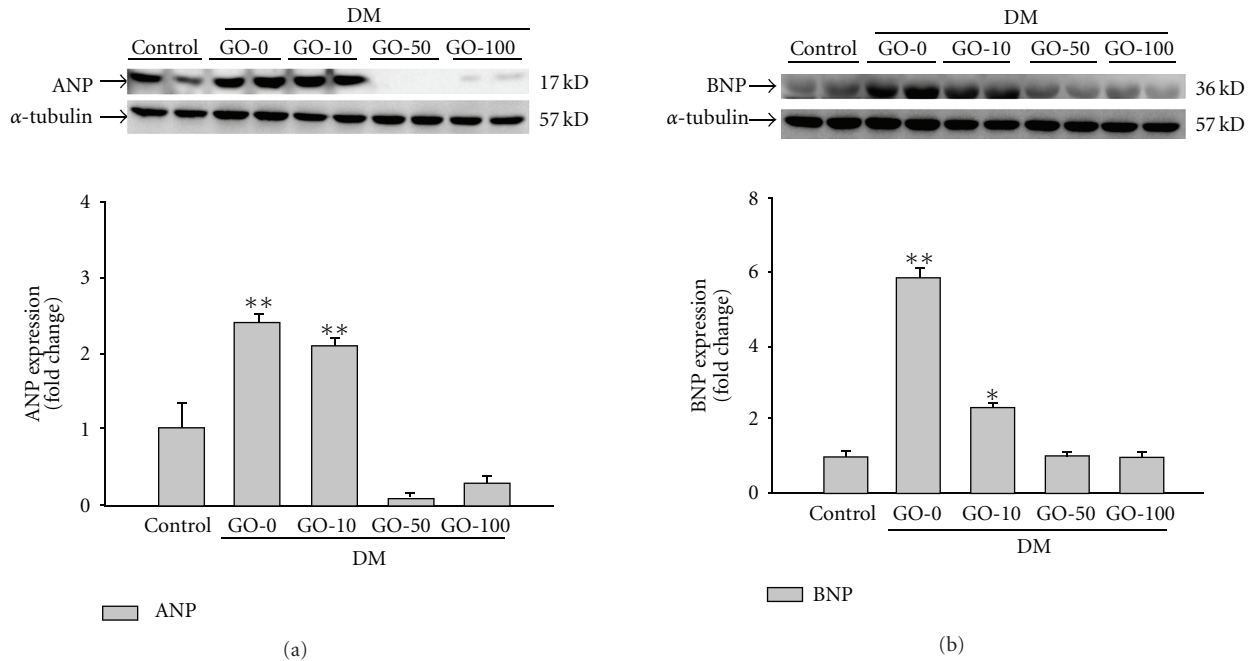 DM
Control GO-0 GO-10 GO-50 GO-100
ANP 17 kD
α-tubulin 57 kD
4
3
2
1
0
ANP expression
(fold change)
**
**
Control GO-0 GO-10 GO-50 GO-100
DM
ANP
(a)
DM
Control GO-0 GO-10 GO-50 GO-100
BNP 36 kD
α-tubulin 57 kD
8
6
4
2
0
BNP expression
(fold change)
**
*
Control GO-0 GO-10 GO-50 GO-100
DM
BNP
(b)